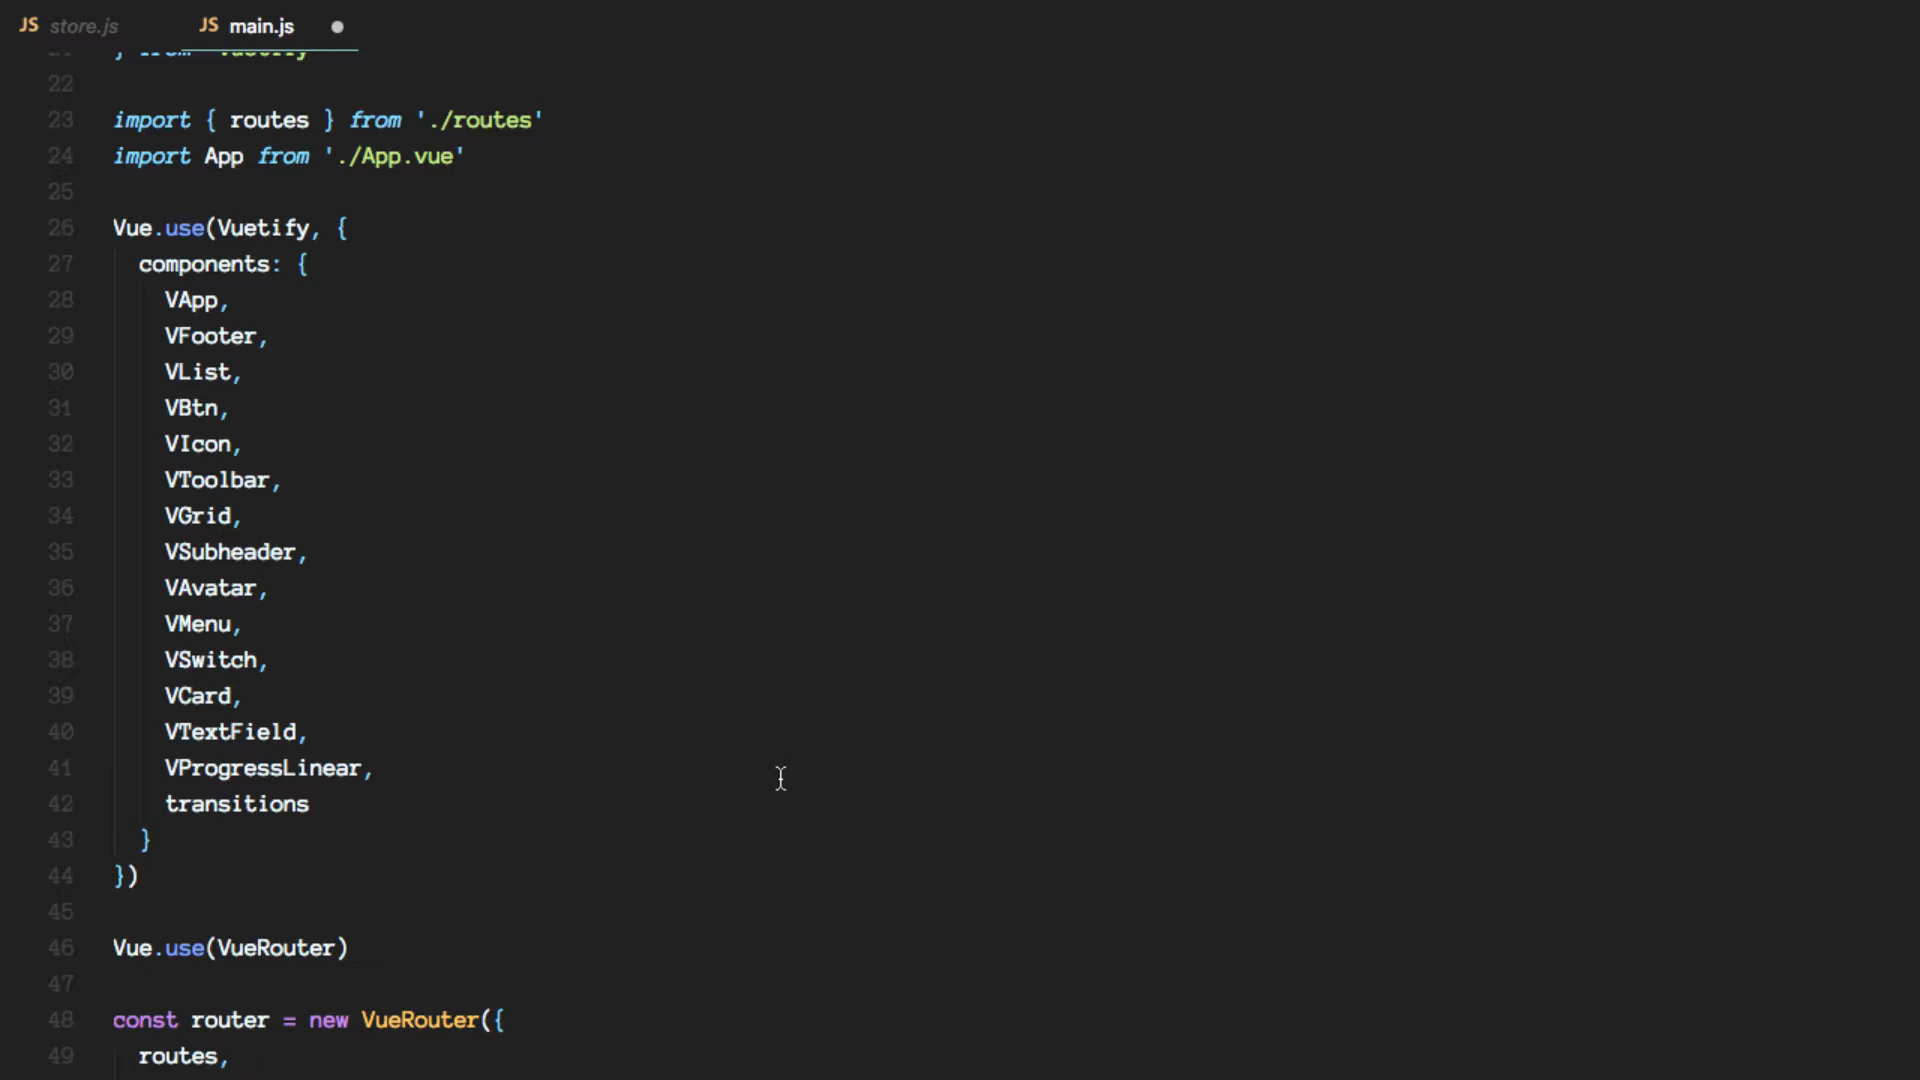 JS store.js JS main.js
22
23 import { routes } from './routes'
24 import App from './App.vue'
25
26 Vue.use(Vuetify, {
27 components: {
28 VApp,
29 VFooter,
30 VList,
31 VBtn,
32 VIcon,
33 VToolbar,
34 VGrid,
35 VSubheader,
36 VAvatar,
37 VMenu,
38 VSwitch,
39 VCard,
40 VTextField,
41 VProgressLinear,
42 transitions
43 }
44 })
45
46 Vue.use(VueRouter)
47
48 const router = new VueRouter({
49 routes,